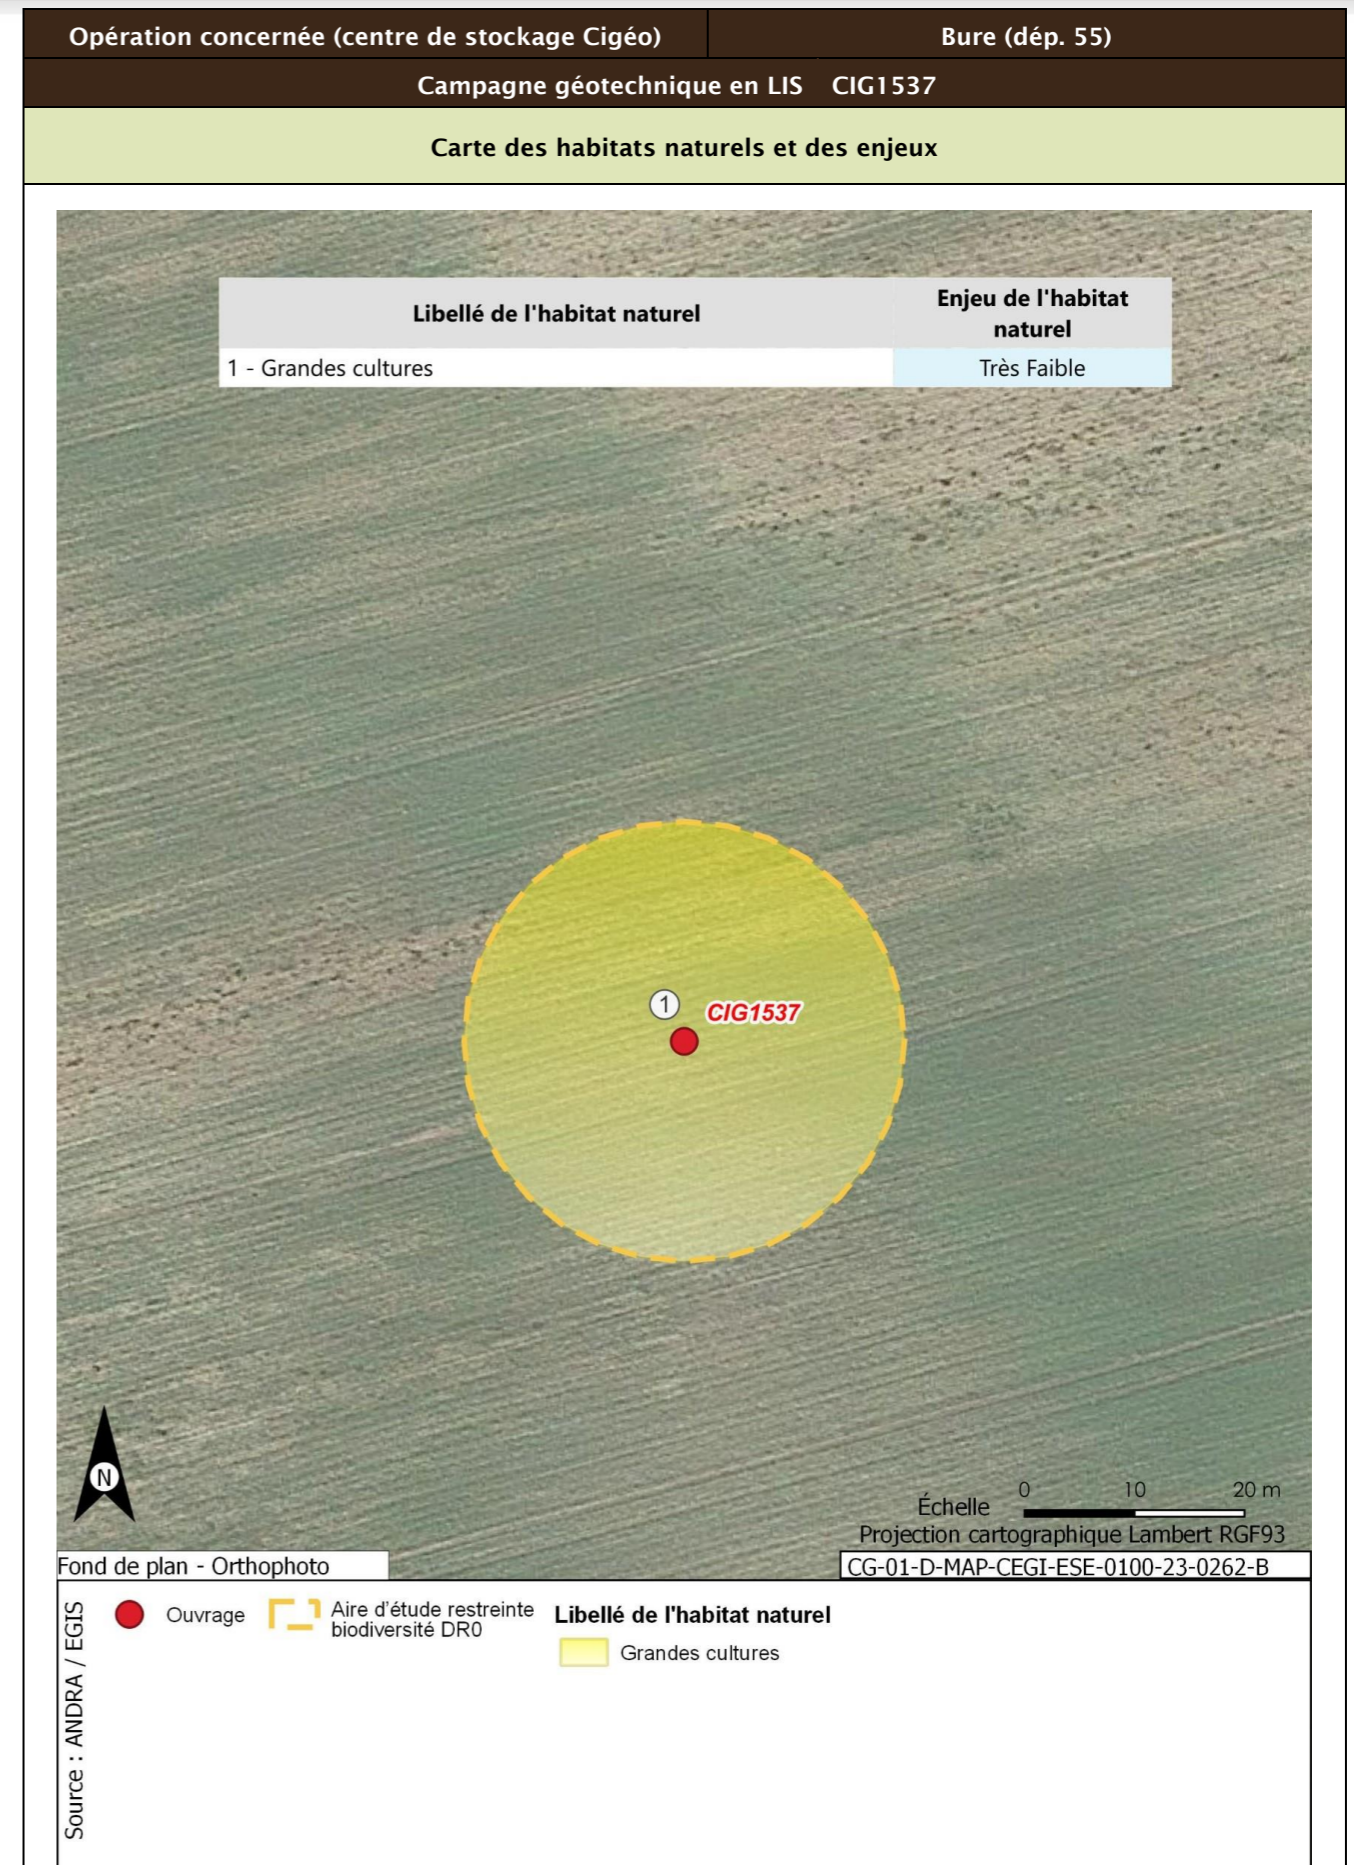 Opération concernée (centre de stockage Cigéo) Bure (dép. 55)
Campagne géotechnique en LIS CIG1537
Carte des habitats naturels et des enjeux
Libellé de l'habitat naturel Enjeu de l'habitat
naturel
1 - Grandes cultures Très Faible
1 CIG1537
N
0 10 20 m
Échelle
Projection cartographique Lambert RGF93
Fond de plan - Orthophoto CG-01-D-MAP-CEGI-ESE-0100-23-0262-B
Source : ANDRA / EGIS
Ouvrage
Aire d'étude restreinte
biodiversité DR0
Libellé de l'habitat naturel
Grandes cultures